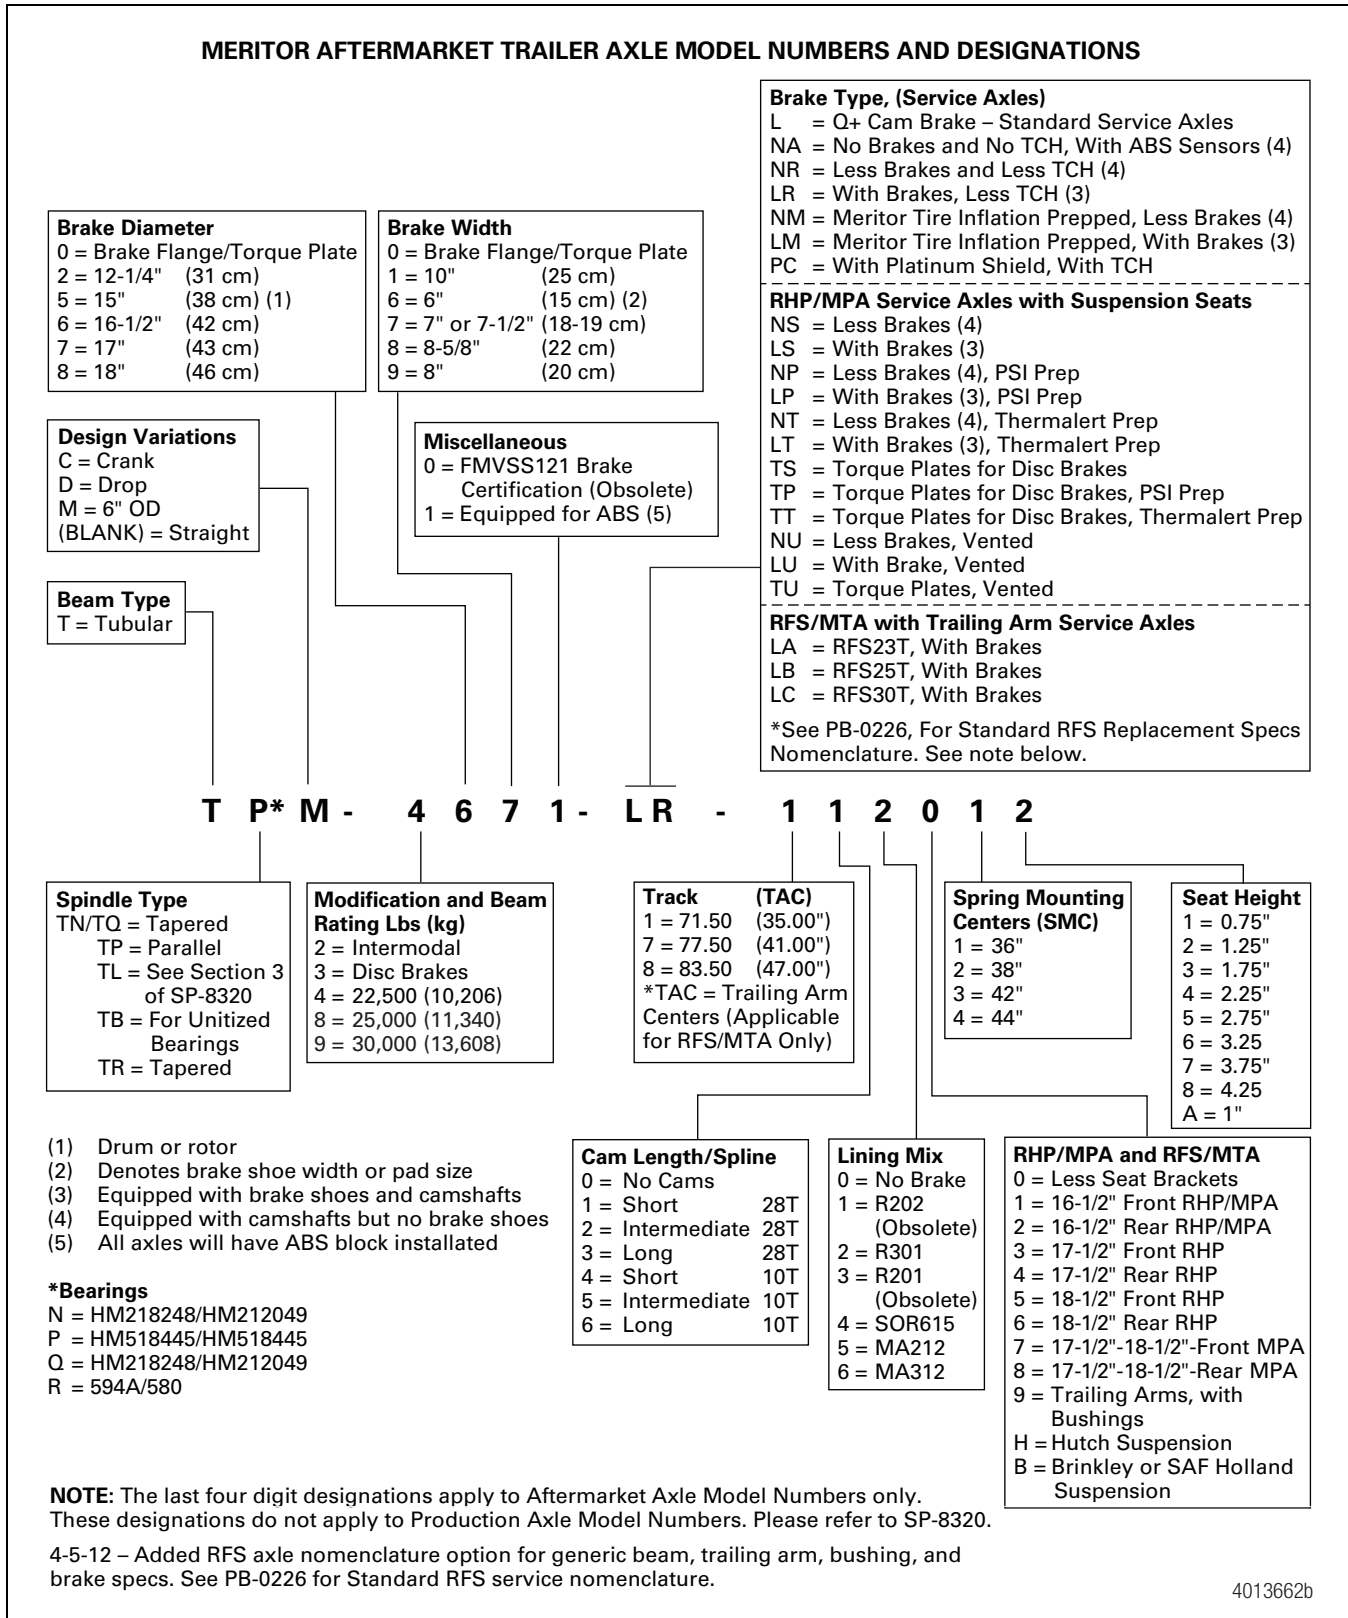 MERITOR AFTERMARKET TRAILER AXLE MODEL NUMBERS AND DESIGNATIONS
Brake Type, (Service Axles)
L = Q+ Cam Brake – Standard Service Axles
NA = No Brakes and No TCH, With ABS Sensors (4)
NR = Less Brakes and Less TCH (4)
LR = With Brakes, Less TCH (3)
NM = Meritor Tire Inflation Prepped, Less Brakes (4)
LM = Meritor Tire Inflation Prepped, With Brakes (3)
PC = With Platinum Shield, With TCH
RHP/MPA Service Axles with Suspension Seats
NS = Less Brakes (4)
LS = With Brakes (3)
NP = Less Brakes (4), PSI Prep
LP = With Brakes (3), PSI Prep
NT = Less Brakes (4), Thermalert Prep
LT = With Brakes (3), Thermalert Prep
TS = Torque Plates for Disc Brakes
TP = Torque Plates for Disc Brakes, PSI Prep
TT = Torque Plates for Disc Brakes, Thermalert Prep
NU = Less Brakes, Vented
LU = With Brake, Vented
TU = Torque Plates, Vented
RFS/MTA with Trailing Arm Service Axles
LA = RFS23T, With Brakes
LB = RFS25T, With Brakes
LC = RFS30T, With Brakes
*See PB-0226, For Standard RFS Replacement Specs
Nomenclature. See note below.
Brake Diameter
0 = Brake Flange/Torque Plate
2 = 12-1/4" (31 cm)
5 = 15" (38 cm) (1)
6 = 16-1/2" (42 cm)
7 = 17" (43 cm)
8 = 18" (46 cm)
Brake Width
0 = Brake Flange/Torque Plate
1 = 10" (25 cm)
6 = 6" (15 cm) (2)
7 = 7" or 7-1/2" (18-19 cm)
8 = 8-5/8" (22 cm)
9 = 8" (20 cm)
Design Variations
C = Crank
D = Drop
M = 6" OD
(BLANK) = Straight
Miscellaneous
0 = FMVSS121 Brake
Certification (Obsolete)
1 = Equipped for ABS (5)
Beam Type
T = Tubular
T P* M - 4 6 7 1 - L R - 1 1 2 0 1 2
Spindle Type
TN/TQ = Tapered
TP = Parallel
TL = See Section 3
of SP-8320
TB = For Unitized
Bearings
TR = Tapered
Modification and Beam
Rating Lbs (kg)
2 = Intermodal
3 = Disc Brakes
4 = 22,500 (10,206)
8 = 25,000 (11,340)
9 = 30,000 (13,608)
Track (TAC)
1 = 71.50 (35.00")
7 = 77.50 (41.00")
8 = 83.50 (47.00")
*TAC = Trailing Arm
Centers (Applicable
for RFS/MTA Only)
Spring Mounting
Centers (SMC)
1 = 36"
2 = 38"
3 = 42"
4 = 44"
Seat Height
1 = 0.75"
2 = 1.25"
3 = 1.75"
4 = 2.25"
5 = 2.75"
6 = 3.25
7 = 3.75"
8 = 4.25
A = 1"
(1) Drum or rotor
(2) Denotes brake shoe width or pad size
(3) Equipped with brake shoes and camshafts
(4) Equipped with camshafts but no brake shoes
(5) All axles will have ABS block installated
*Bearings
N = HM218248/HM212049
P = HM518445/HM518445
Q = HM218248/HM212049
R = 594A/580
Cam Length/Spline
0 = No Cams
1 = Short 28T
2 = Intermediate 28T
3 = Long 28T
4 = Short 10T
5 = Intermediate 10T
6 = Long 10T
Lining Mix
0 = No Brake
1 = R202
(Obsolete)
2 = R301
3 = R201
(Obsolete)
4 = SOR615
5 = MA212
6 = MA312
RHP/MPA and RFS/MTA
0 = Less Seat Brackets
1 = 16-1/2" Front RHP/MPA
2 = 16-1/2" Rear RHP/MPA
3 = 17-1/2" Front RHP
4 = 17-1/2" Rear RHP
5 = 18-1/2" Front RHP
6 = 18-1/2" Rear RHP
7 = 17-1/2"-18-1/2"-Front MPA
8 = 17-1/2"-18-1/2"-Rear MPA
9 = Trailing Arms, with
Bushings
H = Hutch Suspension
B = Brinkley or SAF Holland
Suspension
NOTE: The last four digit designations apply to Aftermarket Axle Model Numbers only.
These designations do not apply to Production Axle Model Numbers. Please refer to SP-8320.
4-5-12 – Added RFS axle nomenclature option for generic beam, trailing arm, bushing, and
brake specs. See PB-0226 for Standard RFS service nomenclature.
4013662b